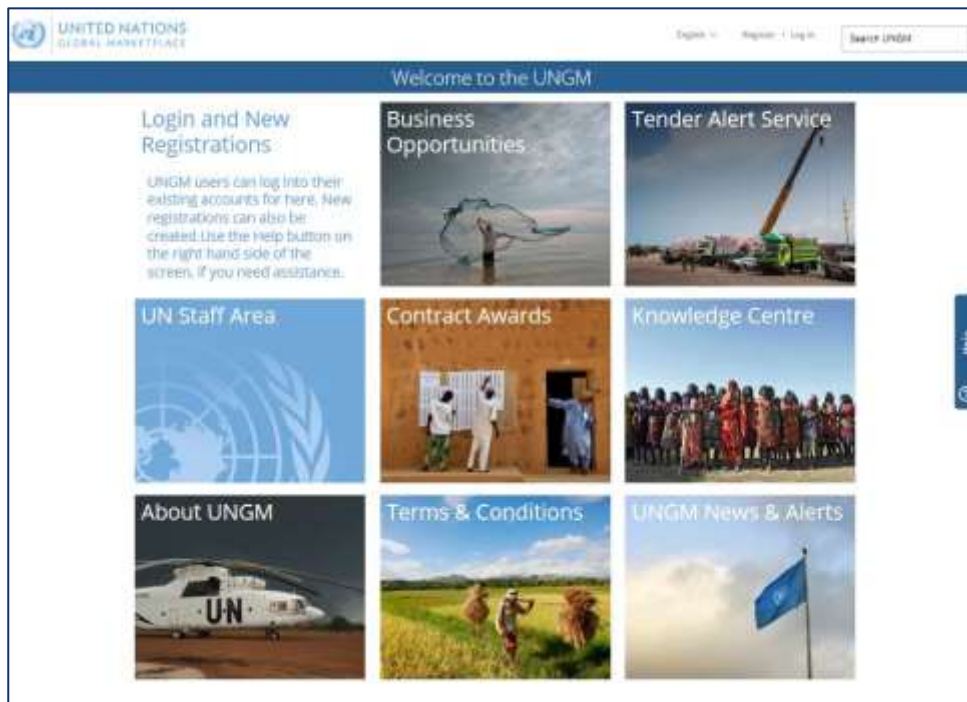 UNITED NATIONS
GLOBAL MARKETPLACE
English
Register
Log in
Search UNGM
Welcome to the UNGM
Login and New
Registrations
UNGM users can log into their
existing accounts for here. New
registrations can also be
created.Use the Help button on
the right hand side of the
screen, if you need assistance.
Business
Opportunities
Tender Alert Service
UN Staff Area
Contract Awards
Knowledge Centre
Help
About UNGM
UN
Terms & Conditions
UNGM News & Alerts